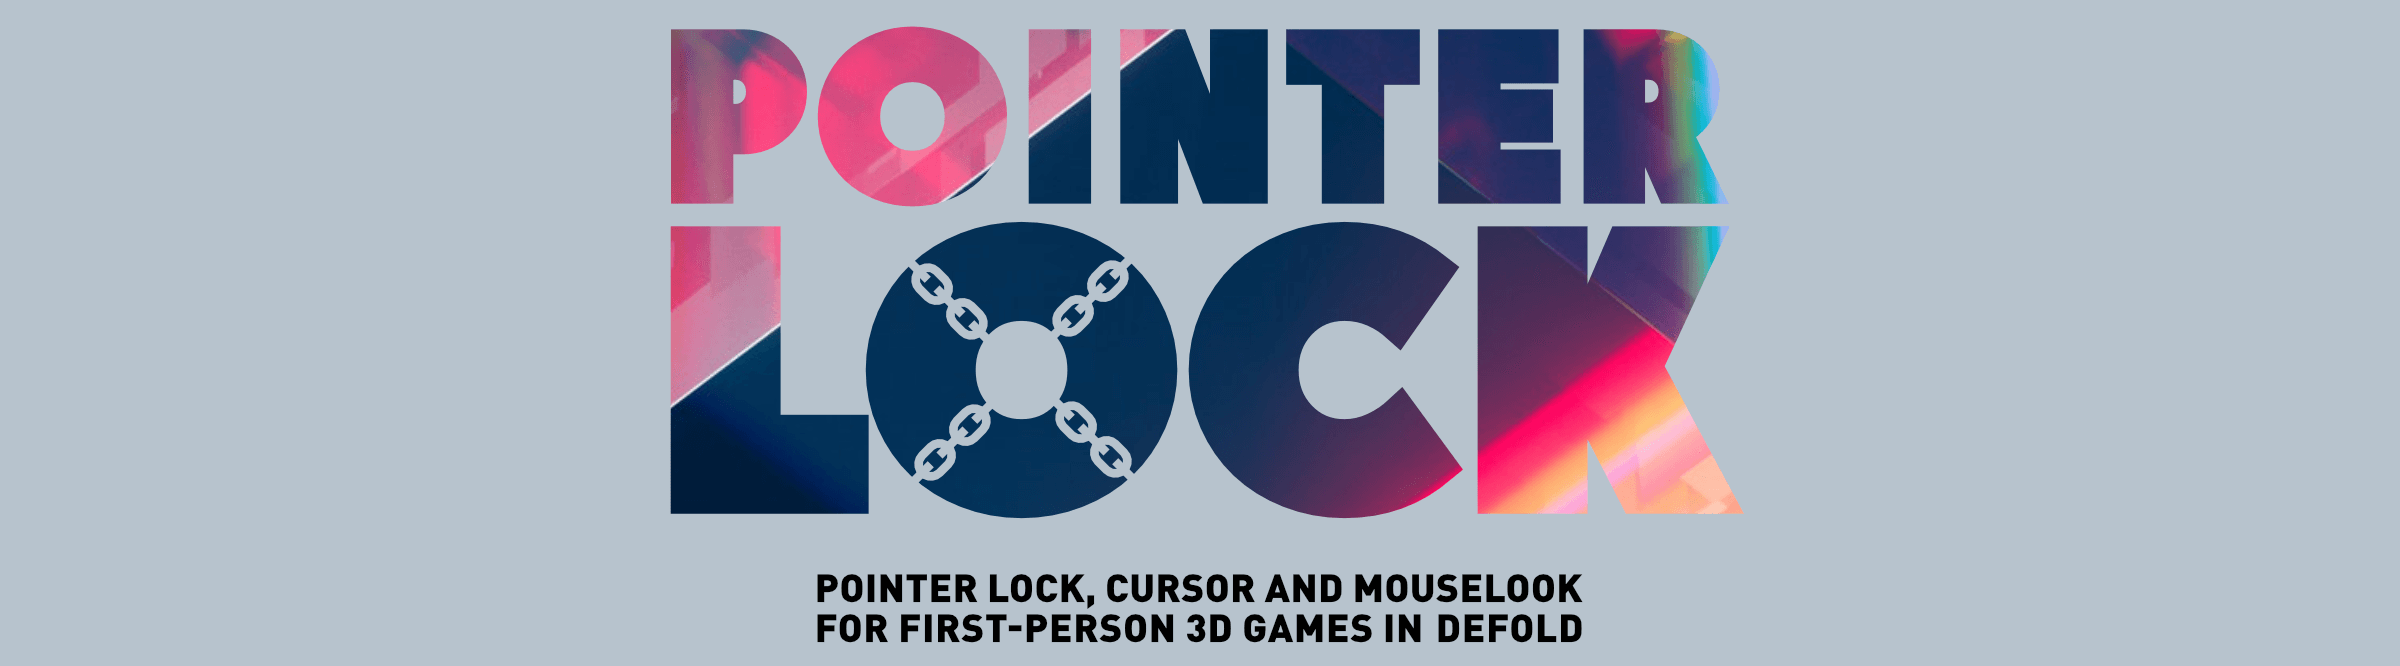 POINTER
LOCK
POINTER LOCK, CURSOR AND MOUSELOOK
FOR FIRST-PERSON 3D GAMES IN DEFOLD